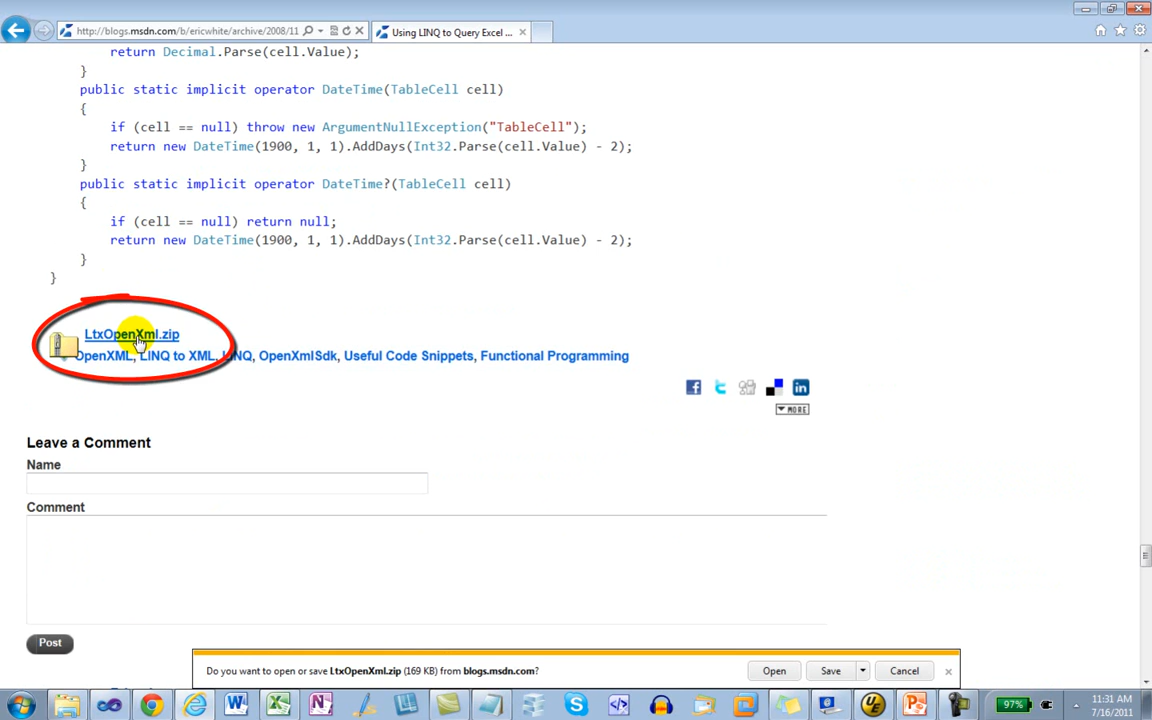 http://blogs.msdn.com/b/ericwhite/archive/2008/11
Using LINQ to Query Excel ...
return Decimal.Parse(cell.Value);
}
public static implicit operator DateTime(TableCell cell)
{
if (cell == null) throw new ArgumentNullException("TableCell");
return new DateTime(1900, 1, 1).AddDays(Int32.Parse(cell.Value) - 2);
}
public static implicit operator DateTime?(TableCell cell)
{
if (cell == null) return null;
return new DateTime(1900, 1, 1).AddDays(Int32.Parse(cell.Value) - 2);
}
}
LtxOpenXml.zip
OpenXML, LINQ to XML, LINQ, OpenXmlSdk, Useful Code Snippets, Functional Programming
MORE
Leave a Comment
Name
Comment
Post
Do you want to open or save LtxOpenXml.zip (169 KB) from blogs.msdn.com?
Open
Save
Cancel
97%
11:31 AM
7/16/2011